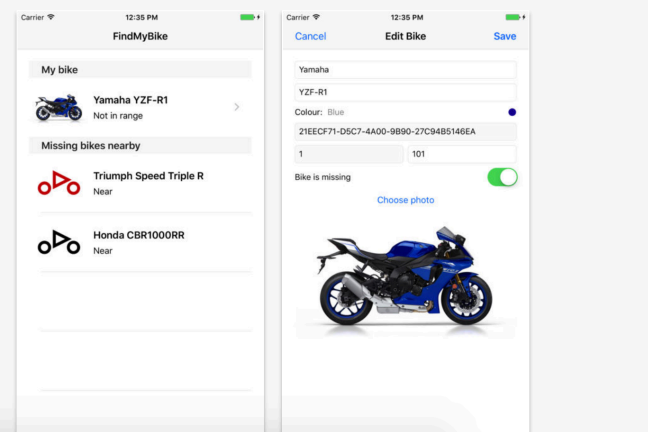 Carrier 12:35 PM
FindMyBike
My bike
Yamaha YZF-R1
Not in range
Missing bikes nearby
Triumph Speed Triple R
Near
Honda CBR1000RR
Near
Carrier 12:35 PM
Cancel Edit Bike Save
Yamaha
YZF-R1
Colour: Blue
21EECF71-D5C7-4A00-9B90-27C94B5146EA
1 101
Bike is missing
Choose photo